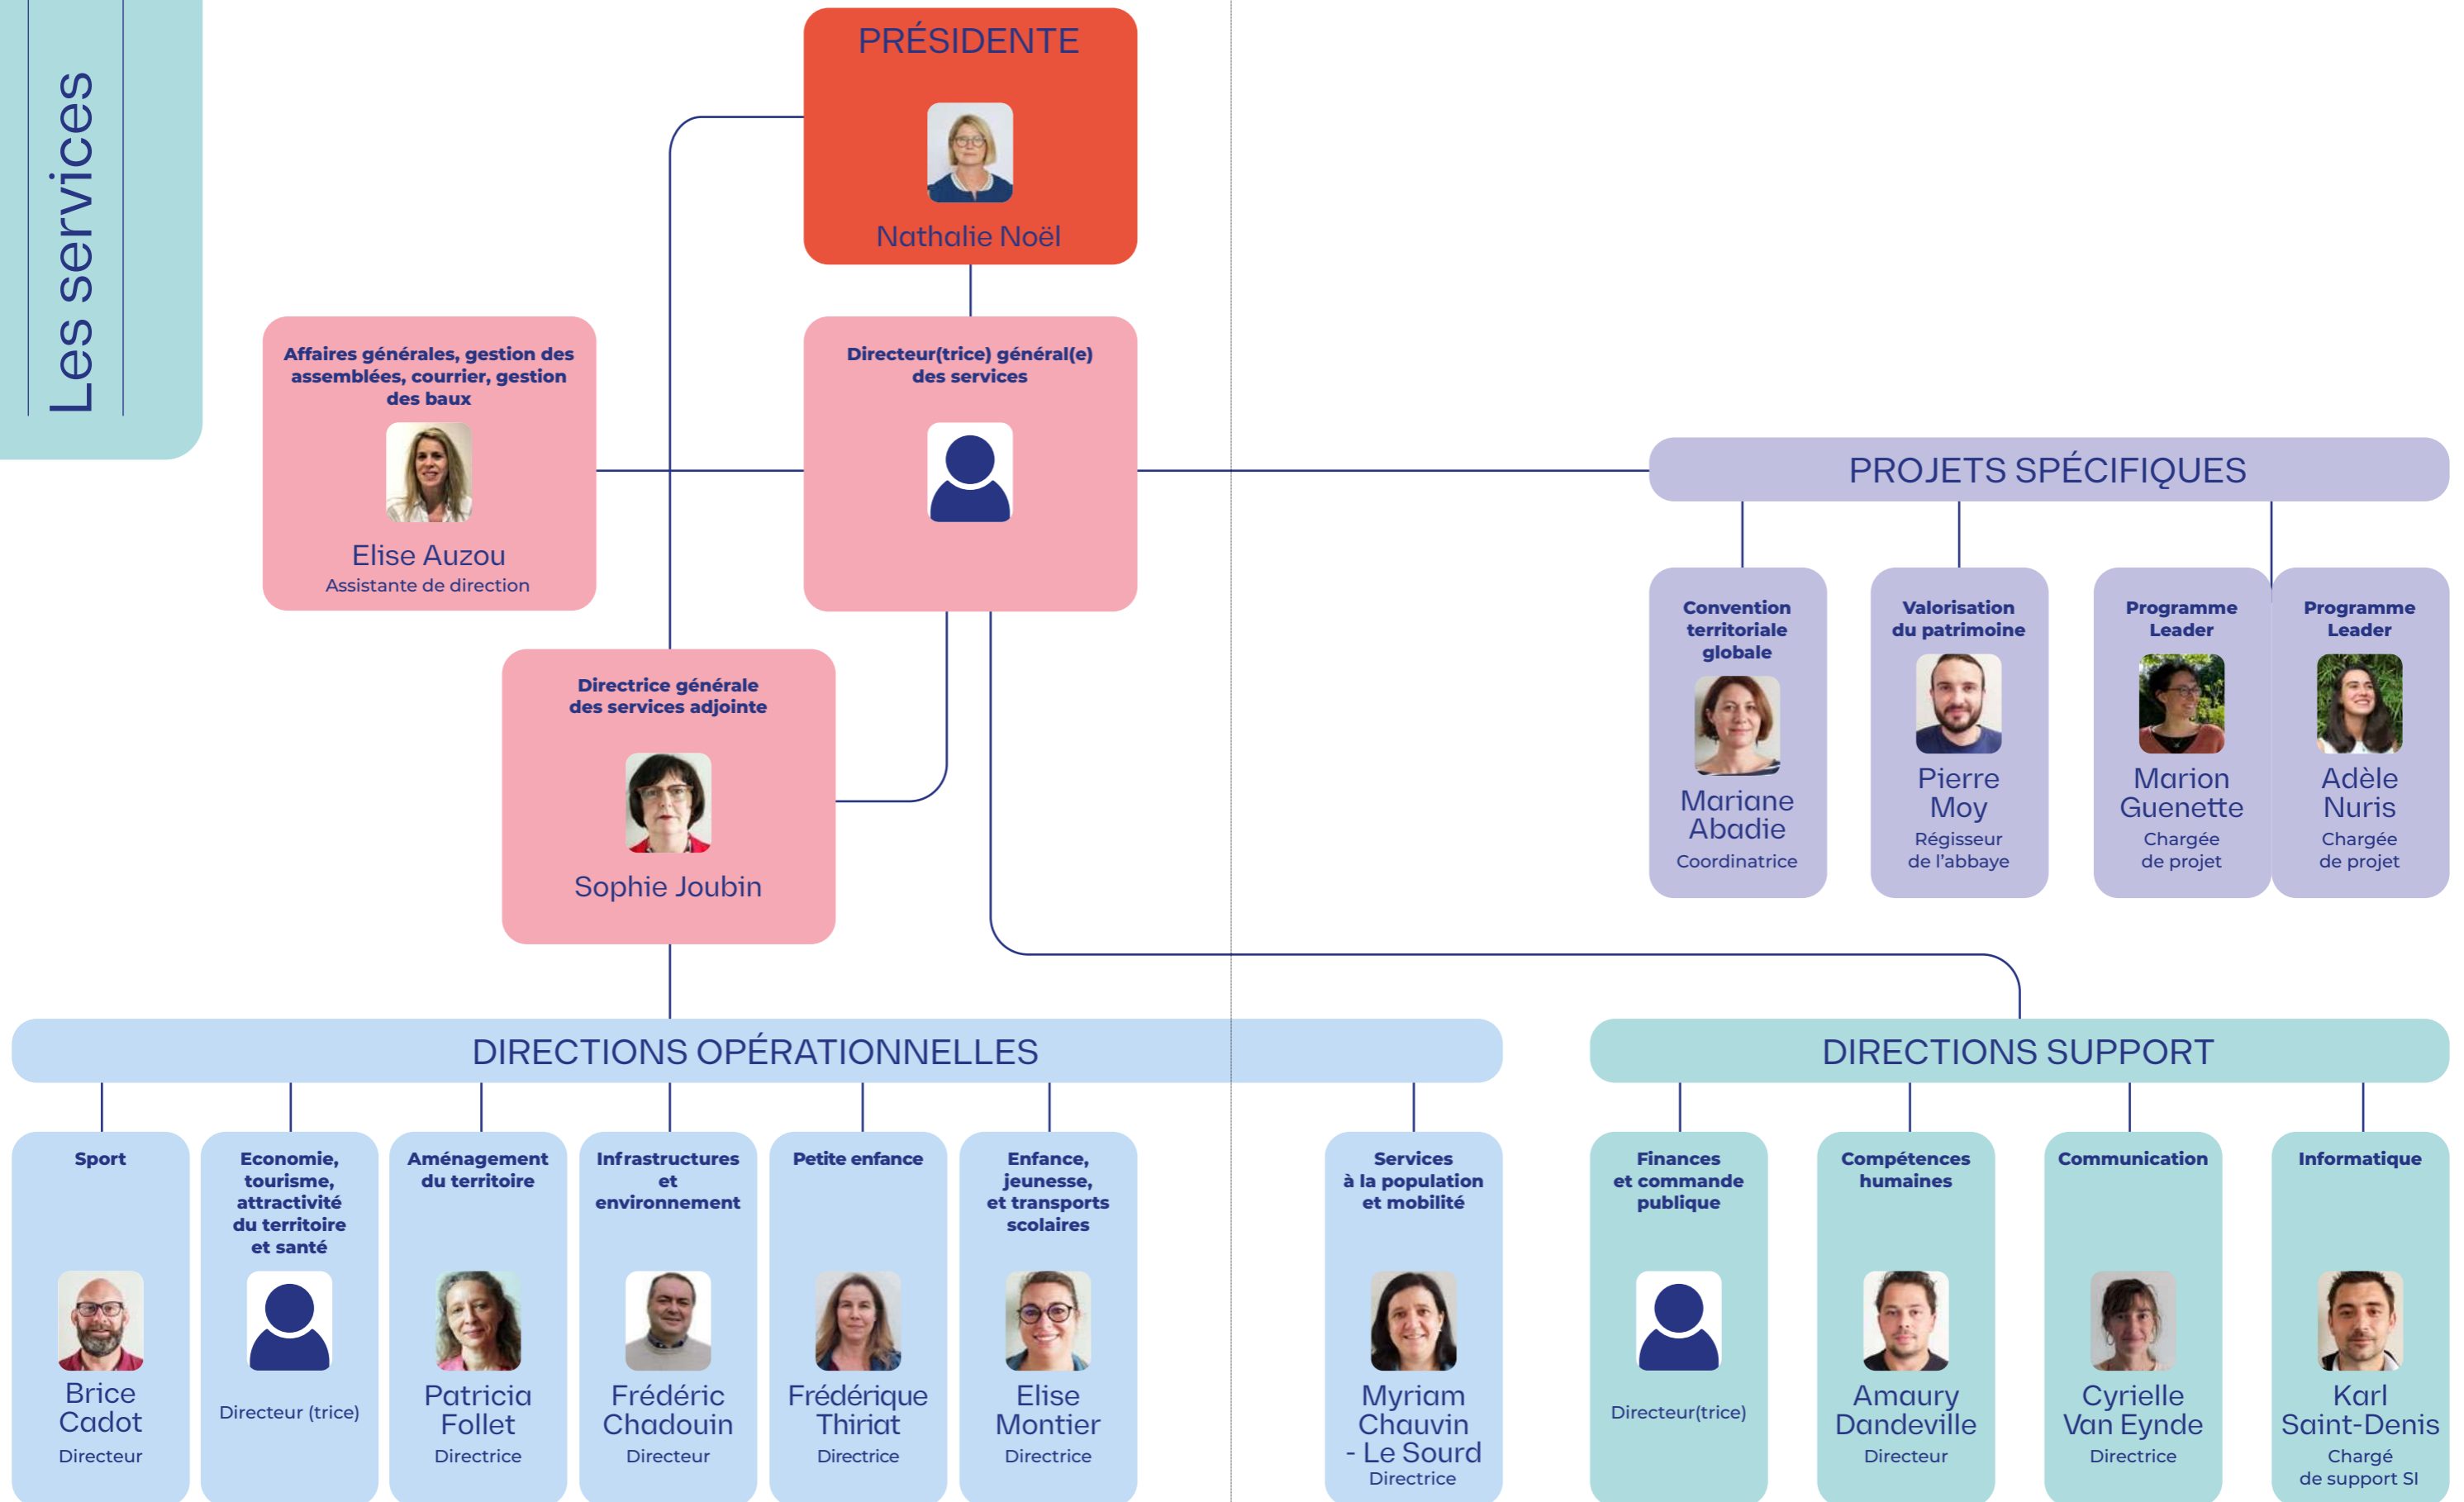 Les services
PRÉSIDENTE
Nathalie Noël
Affaires générales, gestion des
assemblées, courrier, gestion
des baux
Elise Auzou
Assistante de direction
Directeur(trice) général(e)
des services
Directrice générale
des services adjointe
Sophie Joubin
PROJETS SPÉCIFIQUES
Convention
territoriale
globale
Mariane
Abadie
Coordinatrice
Valorisation
du patrimoine
Pierre
Moy
Régisseur
de l'abbaye
Programme
Leader
Marion
Guenette
Chargée
de projet
Programme
Leader
Adèle
Nuris
Chargée
de projet
DIRECTIONS OPÉRATIONNELLES
Sport
Brice
Cadot
Directeur
Economie,
tourisme,
attractivité
du territoire
et santé
Directeur (trice)
Aménagement
du territoire
Patricia
Follet
Directrice
Infrastructures
et
environnement
Frédéric
Chadouin
Directeur
Petite enfance
Frédérique
Thiriat
Directrice
Enfance,
jeunesse,
et transports
scolaires
Elise
Montier
Directrice
Services
à la population
et mobilité
Myriam
Chauvin
- Le Sourd
Directrice
DIRECTIONS SUPPORT
Finances
et commande
publique
Directeur(trice)
Compétences
humaines
Amaury
Dandeville
Directeur
Communication
Cyrielle
Van Eynde
Directrice
Informatique
Karl
Saint-Denis
Chargé
de support SI